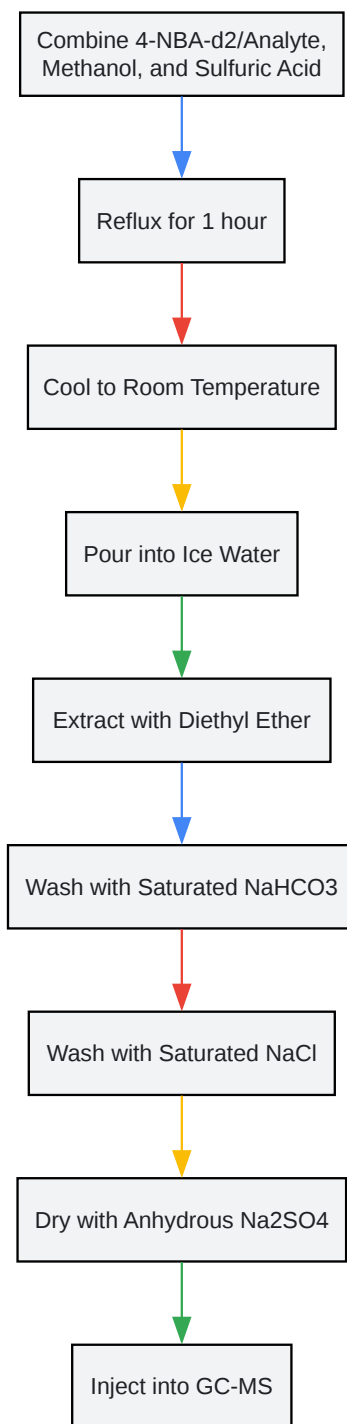 Combine 4-NBA-d2/Analyte,
Methanol, and Sulfuric Acid
Reflux for 1 hour
Cool to Room Temperature
Pour into Ice Water
Extract with Diethyl Ether
Wash with Saturated NaHCO3
Wash with Saturated NaCl
Dry with Anhydrous Na2SO4
Inject into GC-MS